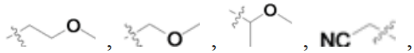 O , O , O , NC ,